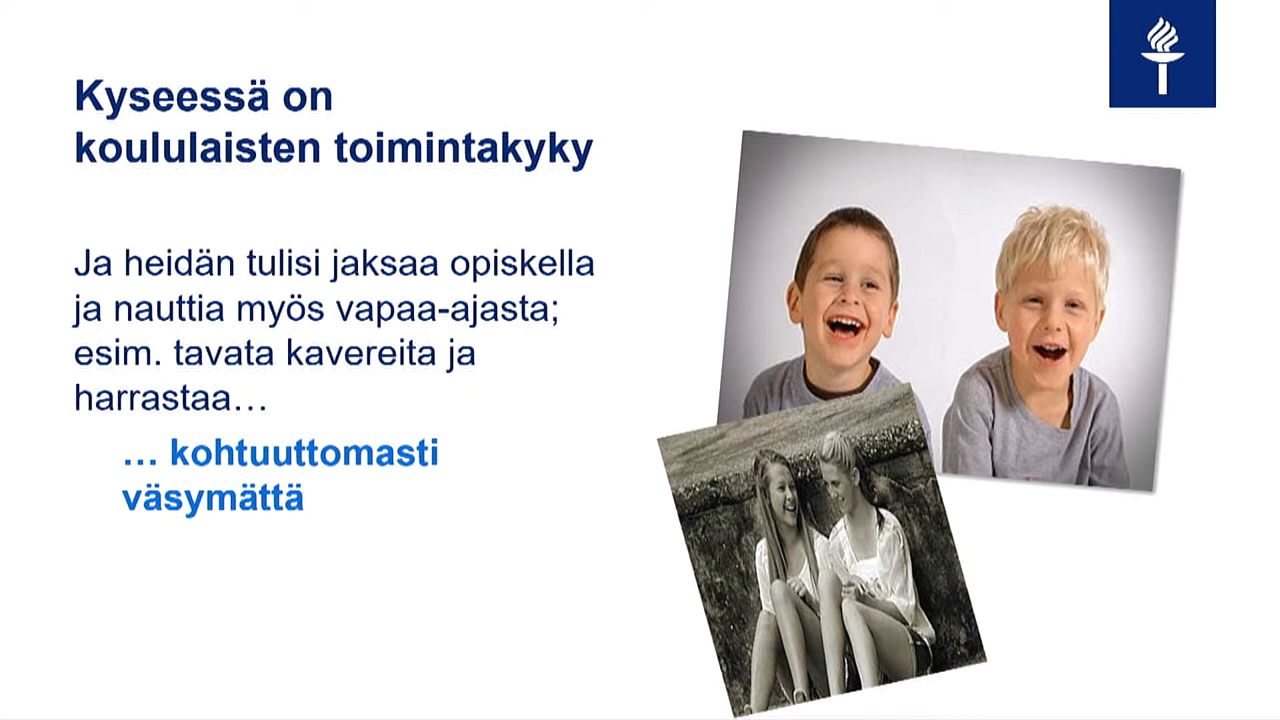 Kyseessä on
koululaisten toimintakyky
Ja heidän tulisi jaksaa opiskella
ja nauttia myös vapaa-ajasta;
esim. tavata kavereita ja
harrastaa…
… kohtuuttomasti
väsymättä